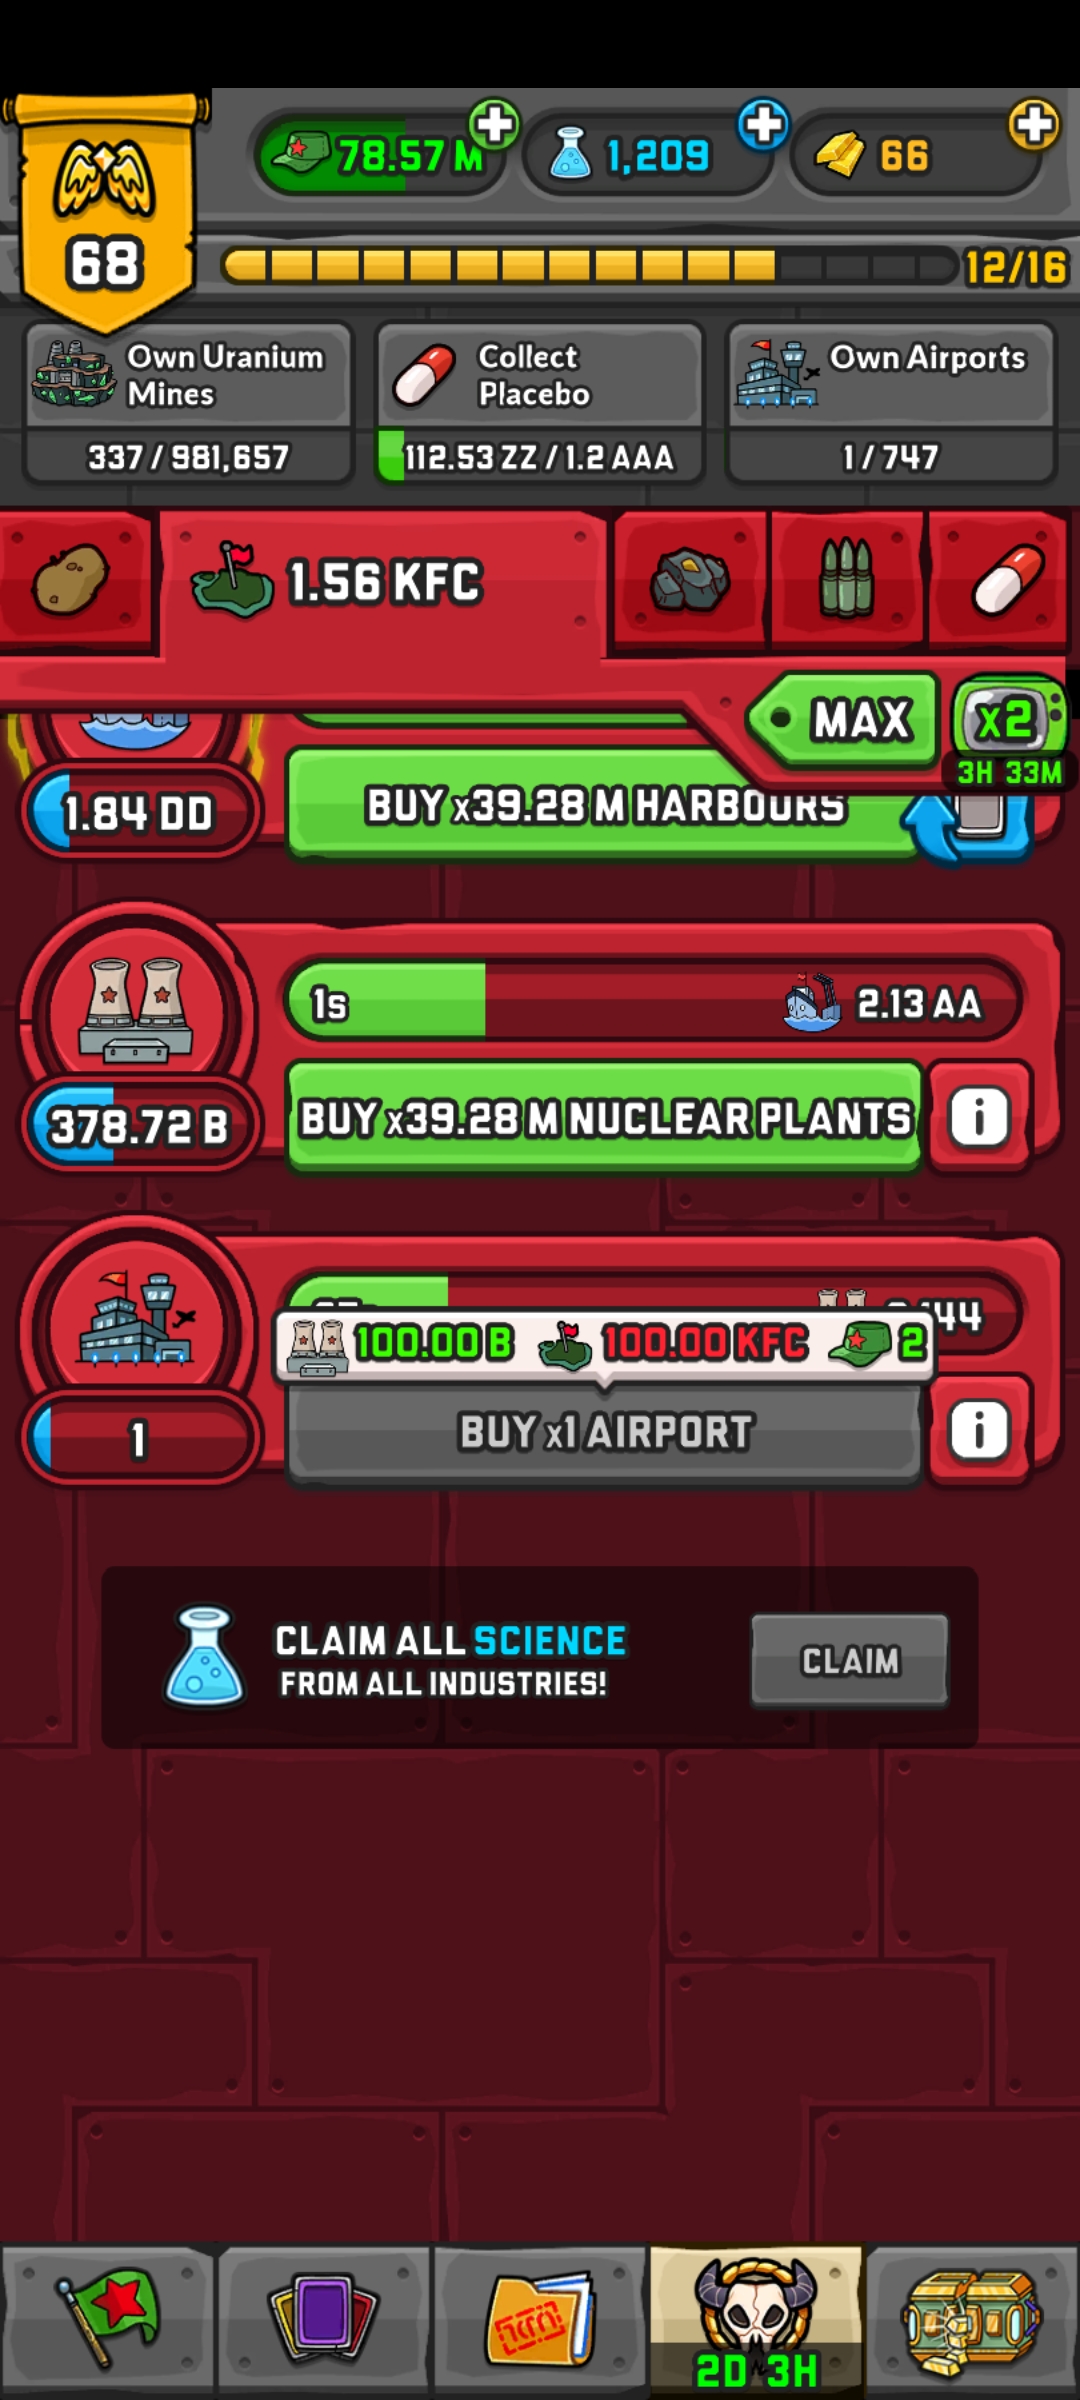 78.57 M
1,209
66
68
12/16
Own Uranium
Mines
337 / 981,657
Collect
Placebo
112.53 ZZ / 1.2 AAA
Own Airports
1 / 747
1.56 KFC
MAX
x2
3H 33M
1.84 DD
BUY x39.28 M HARBOURS
1s
2.13 AA
378.72 B
BUY x39.28 M NUCLEAR PLANTS
100.00 B
100.00 KFC
2
1
BUY x1 AIRPORT
CLAIM ALL SCIENCE
FROM ALL INDUSTRIES!
CLAIM
2D 3H